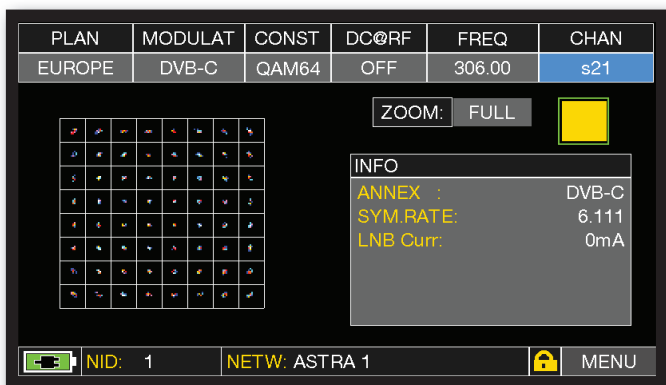 PLAN MODULAT CONST DC@RF FREQ CHAN
EUROPE DVB-C QAM64 OFF 306.00 s21
ZOOM: FULL
INFO
ANNEX : DVB-C
SYM.RATE: 6.111
LNB Curr: 0mA
NID: 1 NETW: ASTRA 1 MENU